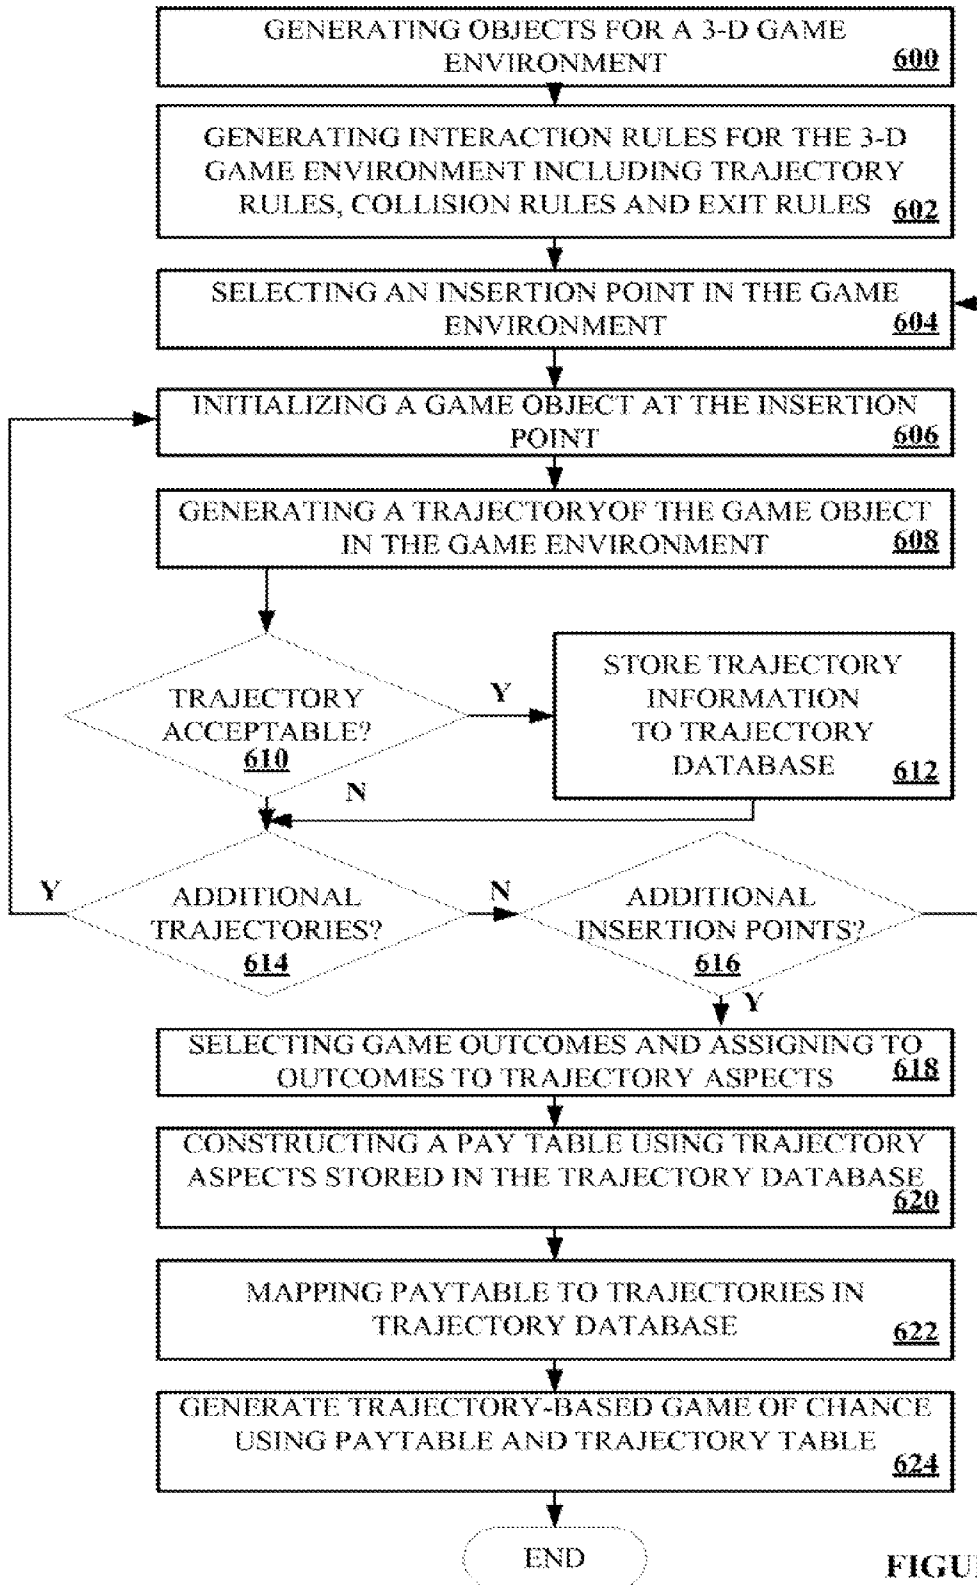 GENERATING OBJECTS FOR A 3-D GAME
ENVIRONMENT
600
GENERATING INTERACTION RULES FOR THE 3-D
GAME ENVIRONMENT INCLUDING TRAJECTORY
RULES, COLLISION RULES AND EXIT RULES
602
SELECTING AN INSERTION POINT IN THE GAME
ENVIRONMENT
604
INITIALIZING A GAME OBJECT AT THE INSERTION
POINT
606
GENERATING A TRAJECTORYOF THE GAME OBJECT
IN THE GAME ENVIRONMENT
608
TRAJECTORY
ACCEPTABLE?
610
Y
N
STORE TRAJECTORY
INFORMATION
TO TRAJECTORY
DATABASE
612
Y
ADDITIONAL
TRAJECTORIES?
614
N
ADDITIONAL
INSERTION POINTS?
616
Y
SELECTING GAME OUTCOMES AND ASSIGNING TO
OUTCOMES TO TRAJECTORY ASPECTS
618
CONSTRUCTING A PAY TABLE USING TRAJECTORY
ASPECTS STORED IN THE TRAJECTORY DATABASE
620
MAPPING PAYTABLE TO TRAJECTORIES IN
TRAJECTORY DATABASE
622
GENERATE TRAJECTORY-BASED GAME OF CHANCE
USING PAYTABLE AND TRAJECTORY TABLE
624
END